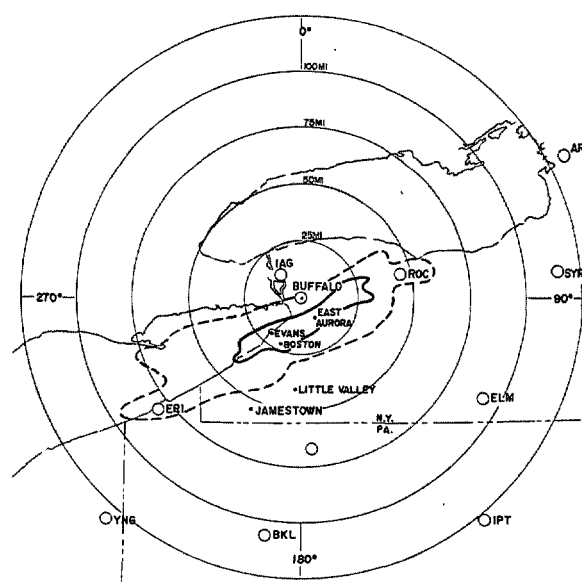 0°
100MI
75MI
50MI
25MI
AR
IAG
ROC
SYR
BUFFALO
270°
90°
EAST
AURORA
EVANS
BOSTON
LITTLE VALLEY
ELM
ERI
JAMESTOWN
N.Y.
PA.
YNG
BKL
IPT
180°